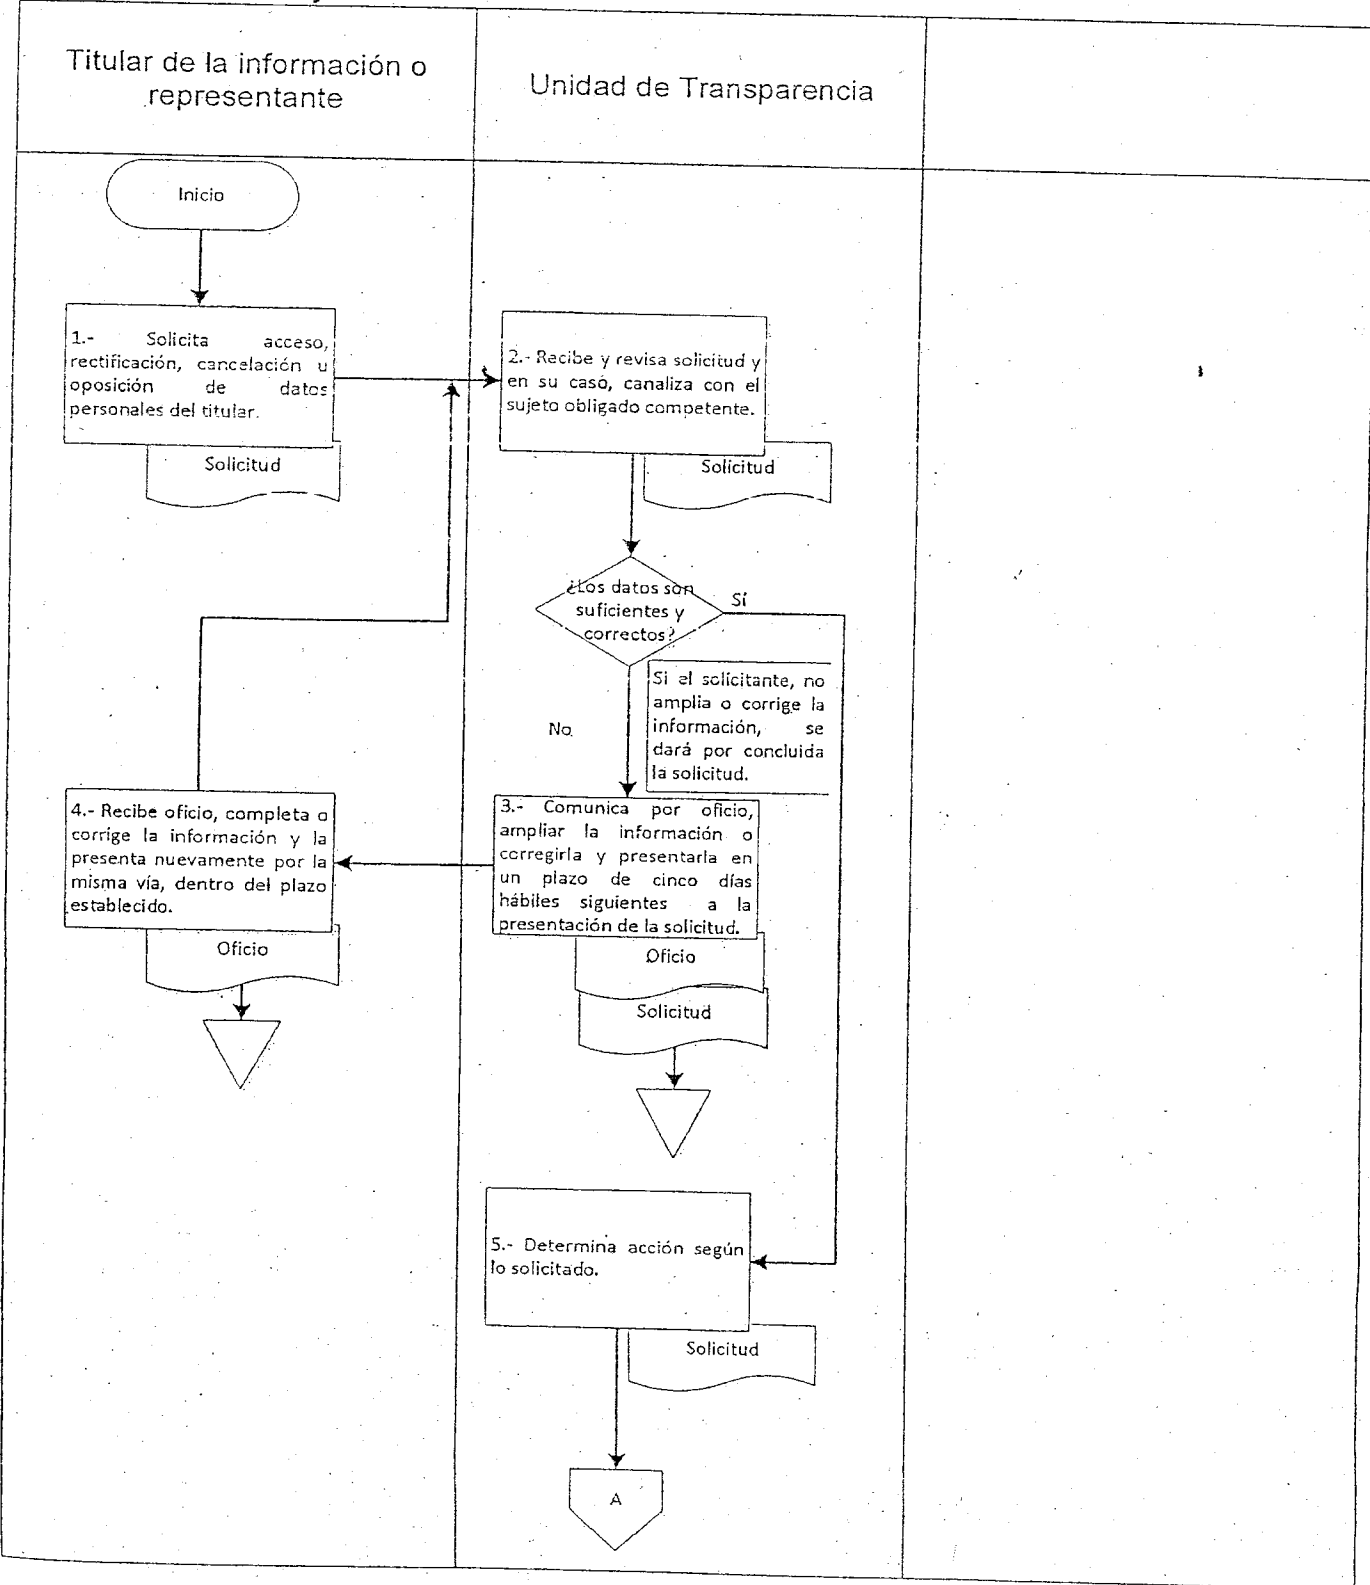 Titular de la información o
representante
Unidad de Transparencia
Inicio
1.- Solicita acceso,
rectificación, cancelación u
oposición de datos
personales del titular.
Solicitud
2.- Recibe y revisa solicitud y
en su caso, canaliza con el
sujeto obligado competente.
Solicitud
¿Los datos son
suficientes y
correctos?
Sí
No
Si el solicitante, no
amplia o corrige la
información, se
dará por concluida
la solicitud.
3.- Comunica por oficio,
ampliar la información o
corregirla y presentarla en
un plazo de cinco días
hábiles siguientes a la
presentación de la solicitud.
Oficio
Solicitud
4.- Recibe oficio, completa o
corrige la información y la
presenta nuevamente por la
misma vía, dentro del plazo
establecido.
Oficio
5.- Determina acción según
lo solicitado.
Solicitud
A